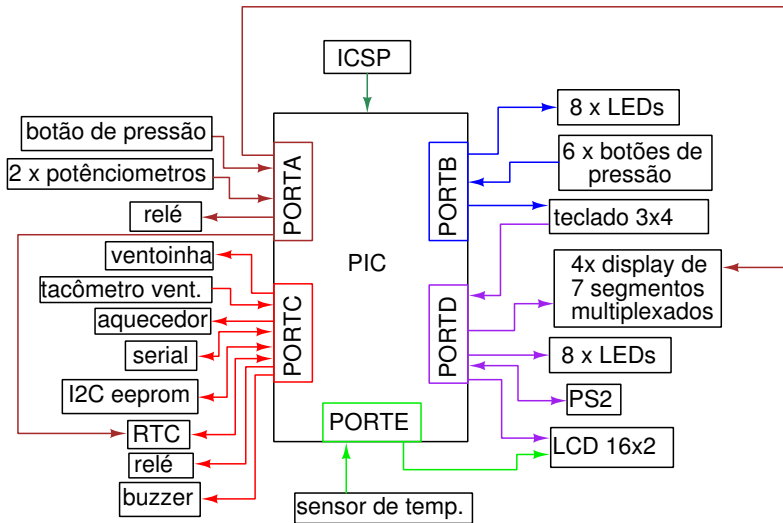 ICSP
botão de pressão
2 x potênciometros
relé
ventoinha
tacômetro vent.
aquecedor
serial
I2C eeprom
RTC
relé
buzzer
PORTA
PORTC
PIC
PORTE
sensor de temp.
PORTB
PORTD
8 x LEDs
6 x botões de
pressão
teclado 3x4
4x display de
7 segmentos
multiplexados
8 x LEDs
PS2
LCD 16x2